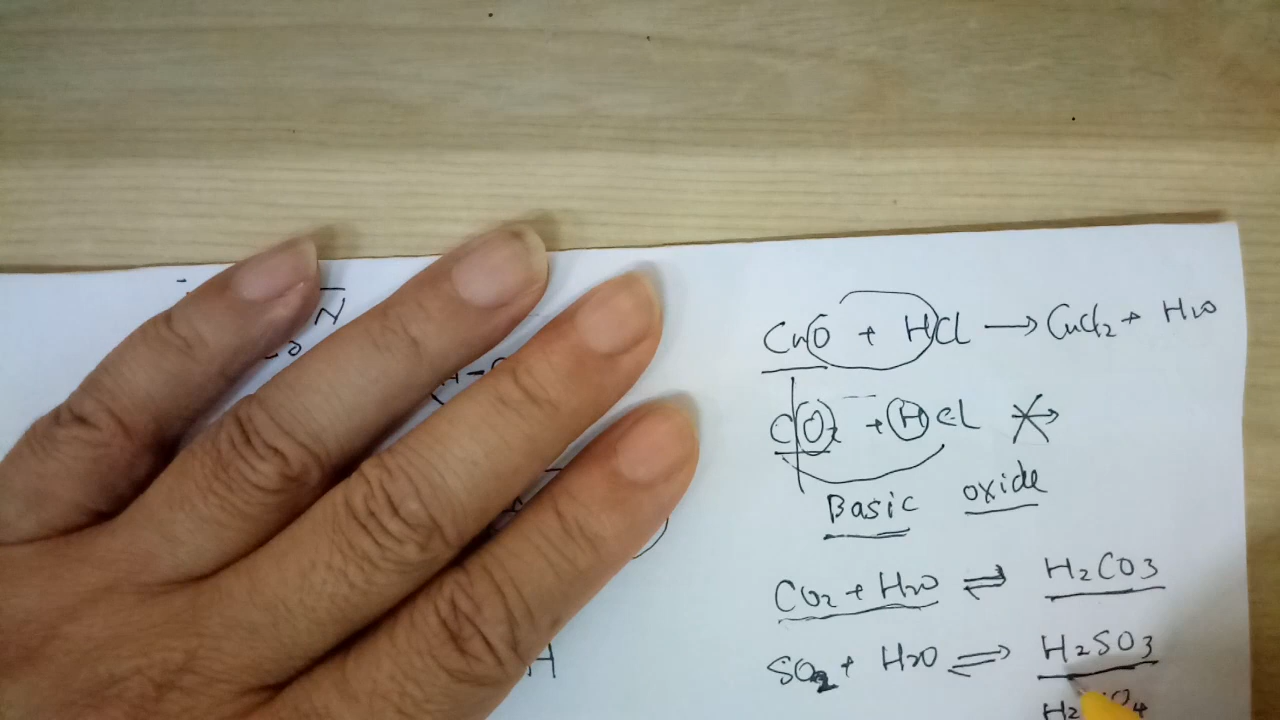 CuO + HCl → CuCl2 + H2O
CO2 + HCl
Basic oxide
CO2 + H2O ⇌ H2CO3
SO2 + H2O ⇌ H2SO3